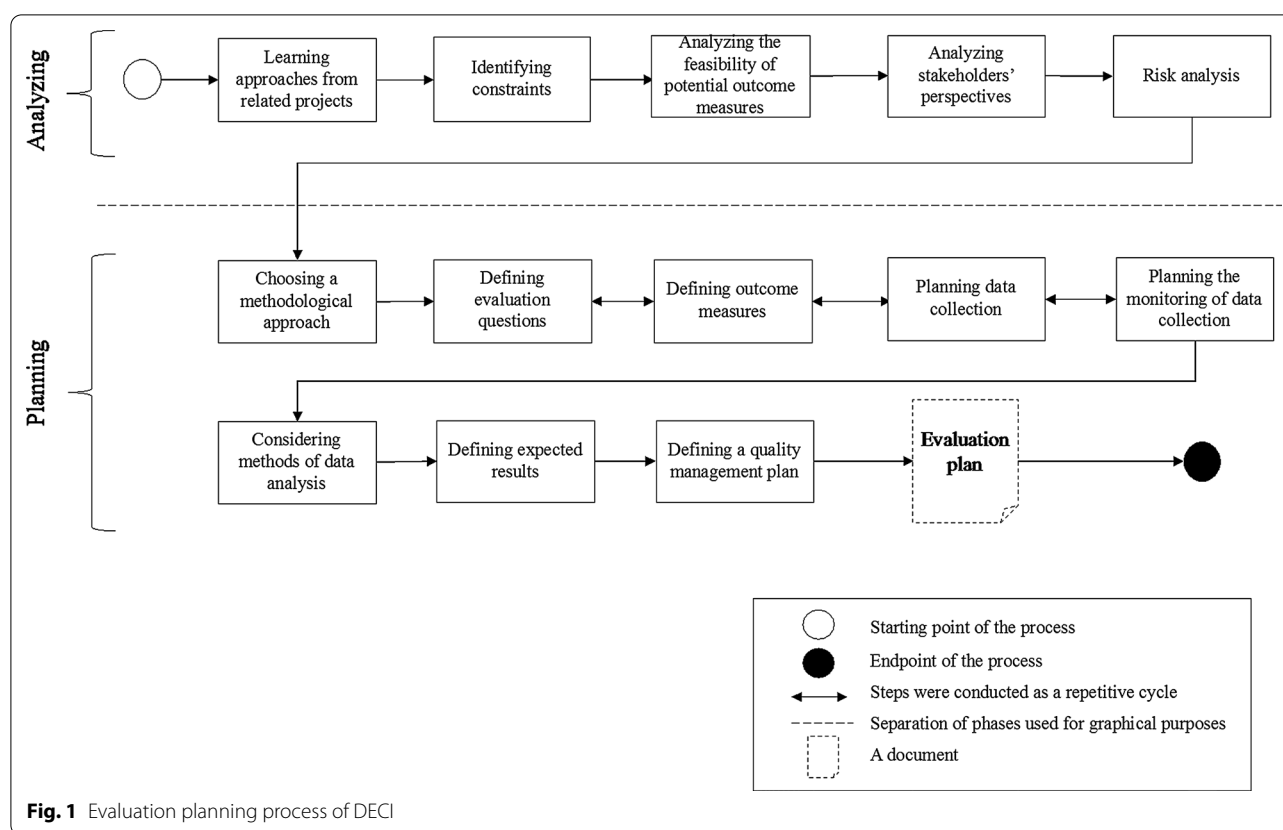 Analyzing
Learning
approaches from
related projects
Identifying
constraints
Analyzing the
feasibility of
potential outcome
measures
Analyzing
stakeholders'
perspectives
Risk analysis
Planning
Choosing a
methodological
approach
Defining
evaluation
questions
Defining outcome
measures
Planning data
collection
Planning the
monitoring of data
collection
Considering
methods of data
analysis
Defining expected
results
Defining a quality
management plan
Evaluation
plan
Starting point of the process
Endpoint of the process
Steps were conducted as a repetitive cycle
Separation of phases used for graphical purposes
A document
Fig. 1 Evaluation planning process of DECI